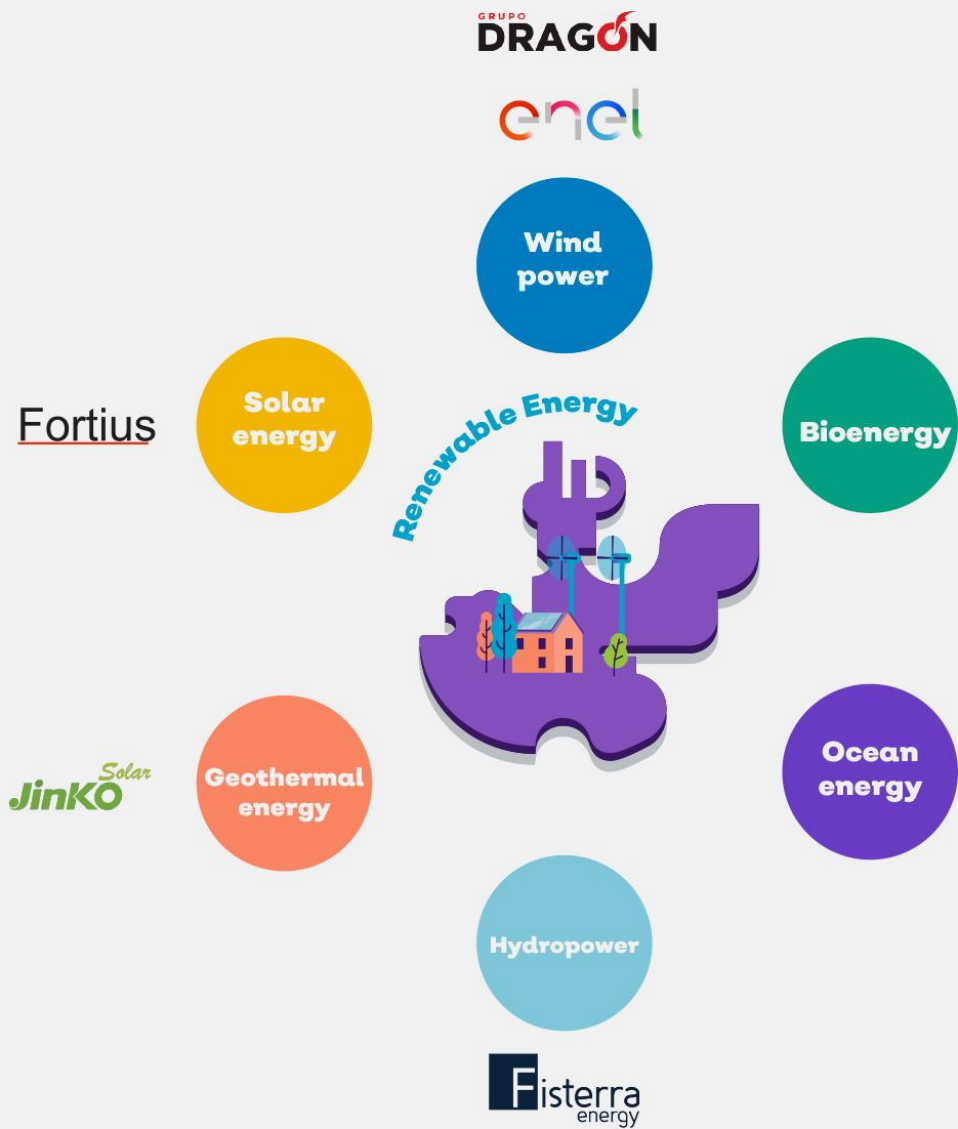 GRUPO
DRAGÓN
enel
Wind
power
Solar
energy
Fortius
Renewable Energy
Bioenergy
Solar
JinKO
Geothermal
energy
Ocean
energy
Hydropower
Fisterra
energy